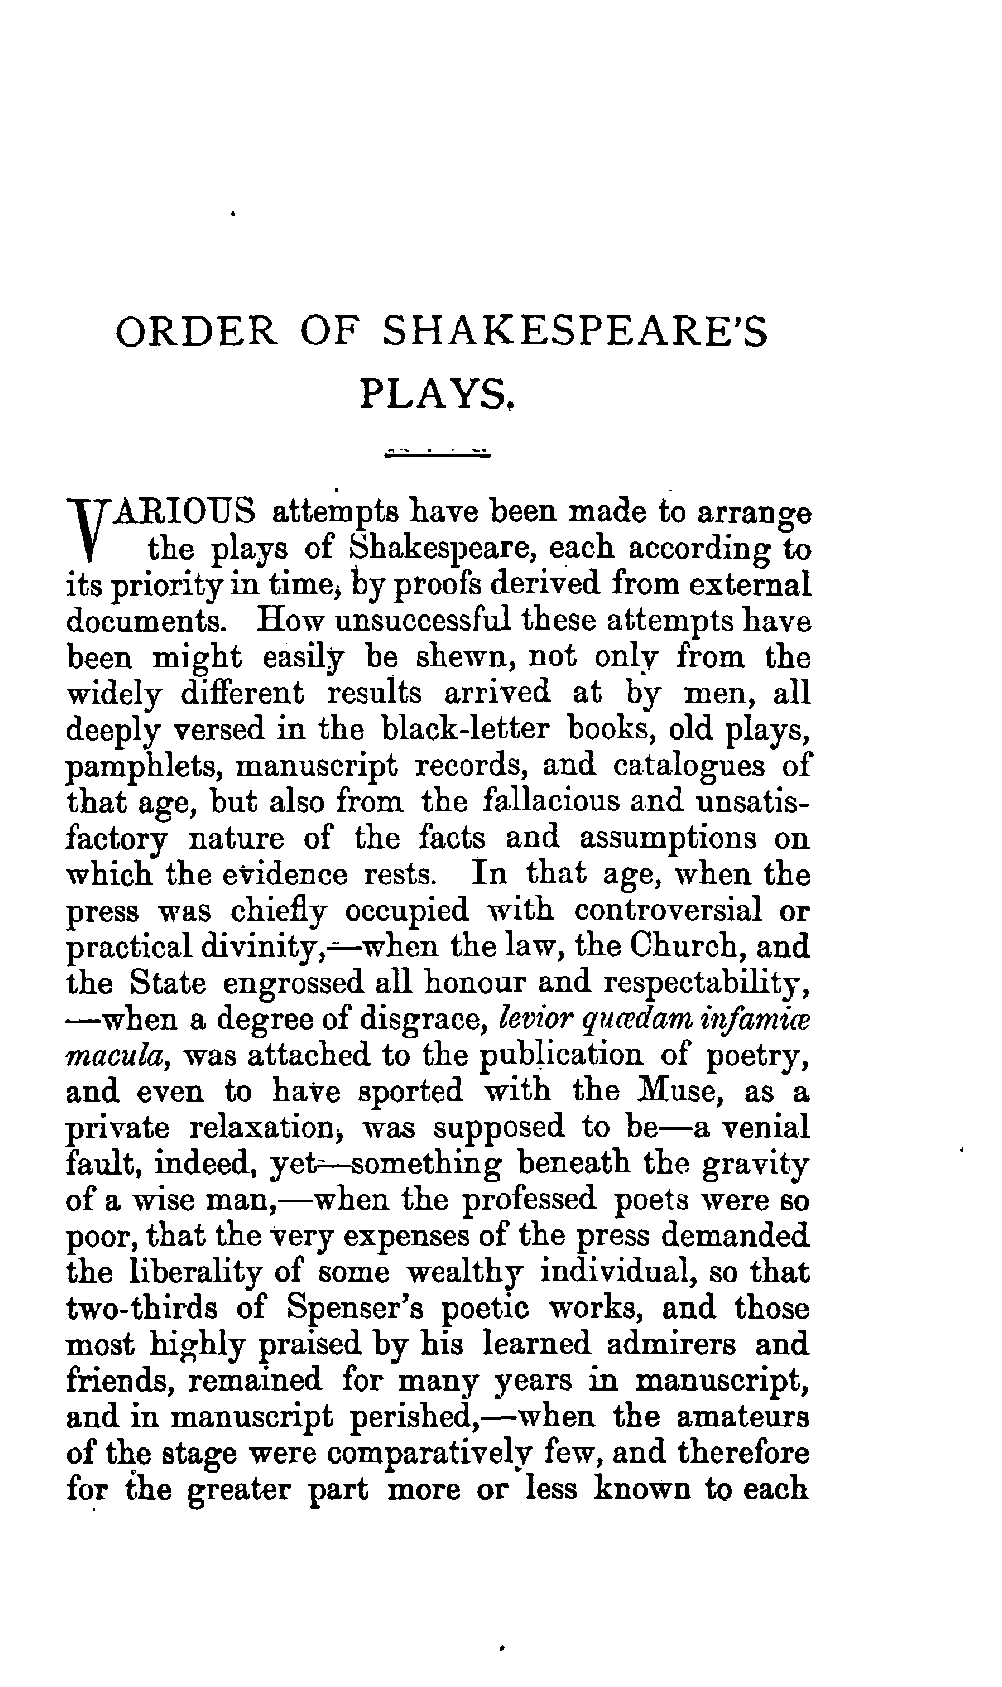 ORDER OF SHAKESPEARE'S
PLAYS.
VARIOUS attempts have been made to arrange
the plays of Shakespeare, each according to
its priority in time, by proofs derived from external
documents. How unsuccessful these attempts have
been might easily be shewn, not only from the
widely different results arrived at by men, all
deeply versed in the black-letter books, old plays,
pamphlets, manuscript records, and catalogues of
that age, but also from the fallacious and unsatis-
factory nature of the facts and assumptions on
which the evidence rests. In that age, when the
press was chiefly occupied with controversial or
practical divinity,—when the law, the Church, and
the State engrossed all honour and respectability,
—when a degree of disgrace, levior quædam infamiæ
macula, was attached to the publication of poetry,
and even to have sported with the Muse, as a
private relaxation, was supposed to be—a venial
fault, indeed, yet—something beneath the gravity
of a wise man,—when the professed poets were so
poor, that the very expenses of the press demanded
the liberality of some wealthy individual, so that
two-thirds of Spenser's poetic works, and those
most highly praised by his learned admirers and
friends, remained for many years in manuscript,
and in manuscript perished,—when the amateurs
of the stage were comparatively few, and therefore
for the greater part more or less known to each